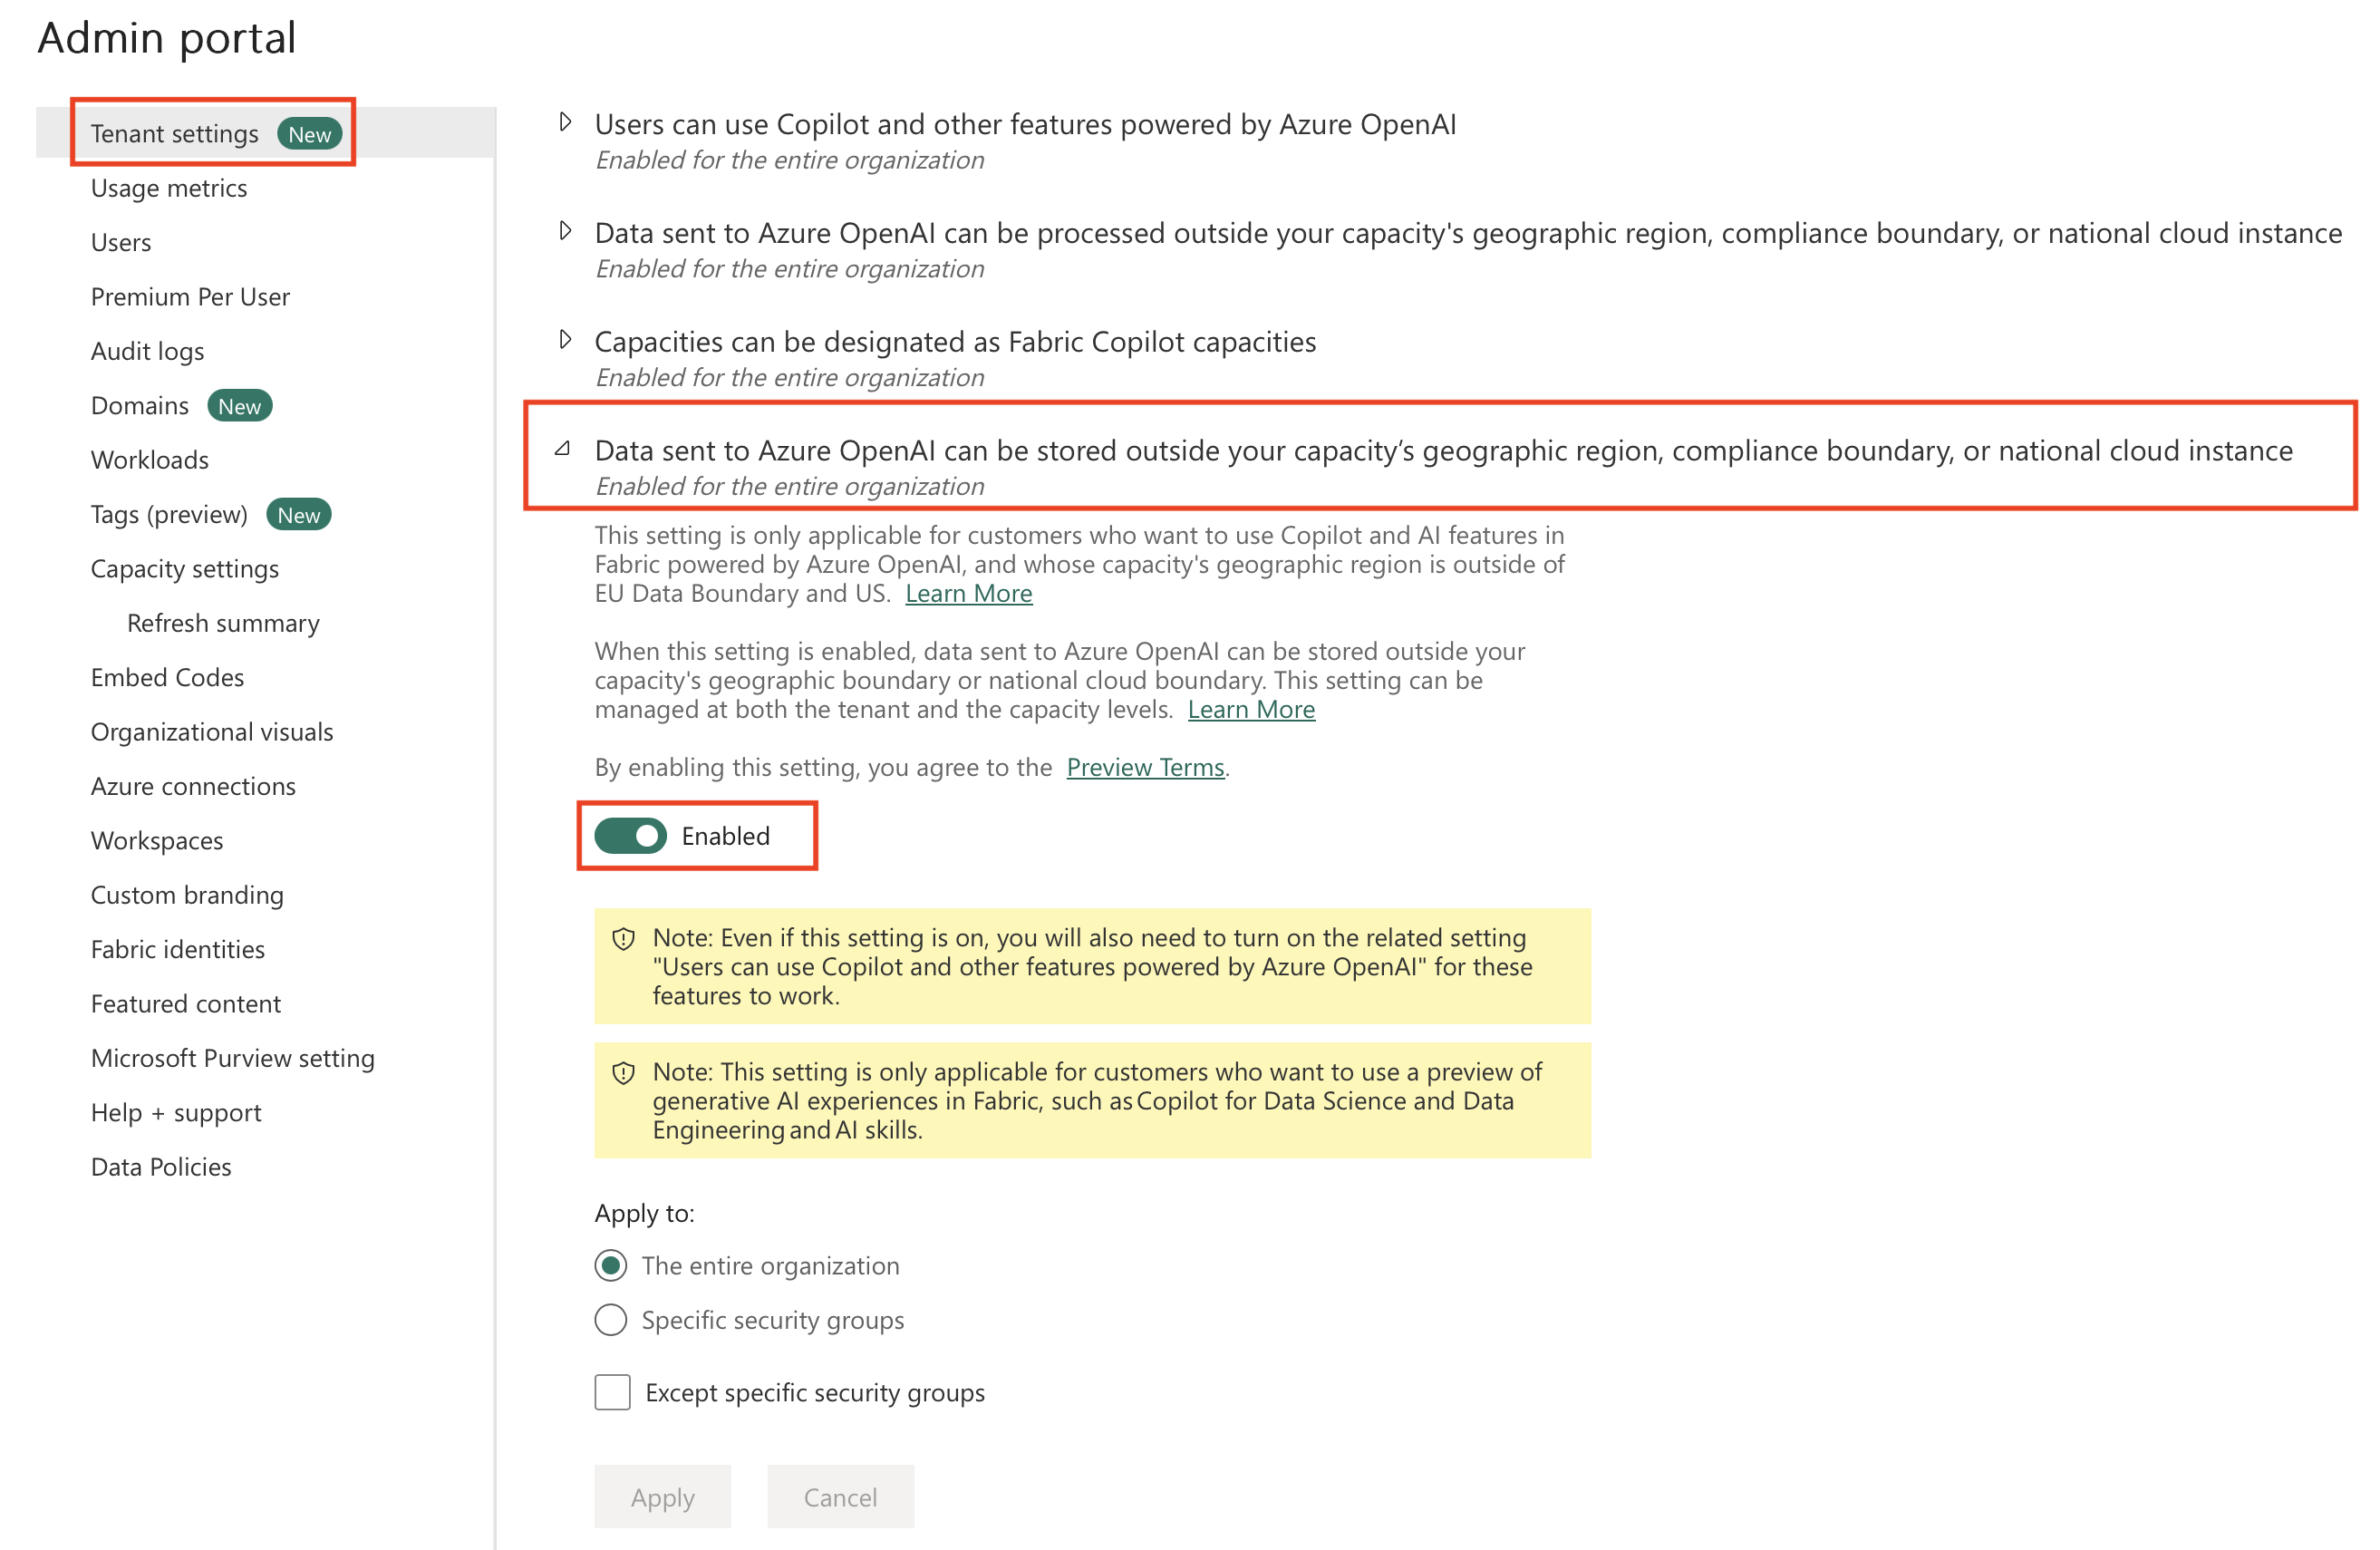 Admin portal
Tenant settings New
Usage metrics
Users
Premium Per User
Audit logs
Domains New
Workloads
Tags (preview) New
Capacity settings
Refresh summary
Embed Codes
Organizational visuals
Azure connections
Workspaces
Custom branding
Fabric identities
Featured content
Microsoft Purview setting
Help + support
Data Policies
Users can use Copilot and other features powered by Azure OpenAI
Enabled for the entire organization
Data sent to Azure OpenAI can be processed outside your capacity's geographic region, compliance boundary, or national cloud instance
Enabled for the entire organization
Capacities can be designated as Fabric Copilot capacities
Enabled for the entire organization
Data sent to Azure OpenAI can be stored outside your capacity’s geographic region, compliance boundary, or national cloud instance
Enabled for the entire organization
This setting is only applicable for customers who want to use Copilot and AI features in
Fabric powered by Azure OpenAI, and whose capacity's geographic region is outside of
EU Data Boundary and US. Learn More
When this setting is enabled, data sent to Azure OpenAI can be stored outside your
capacity's geographic boundary or national cloud boundary. This setting can be
managed at both the tenant and the capacity levels. Learn More
By enabling this setting, you agree to the Preview Terms.
Enabled
Note: Even if this setting is on, you will also need to turn on the related setting
"Users can use Copilot and other features powered by Azure OpenAI" for these
features to work.
Note: This setting is only applicable for customers who want to use a preview of
generative AI experiences in Fabric, such as Copilot for Data Science and Data
Engineering and AI skills.
Apply to:
The entire organization
Specific security groups
Except specific security groups
Apply
Cancel